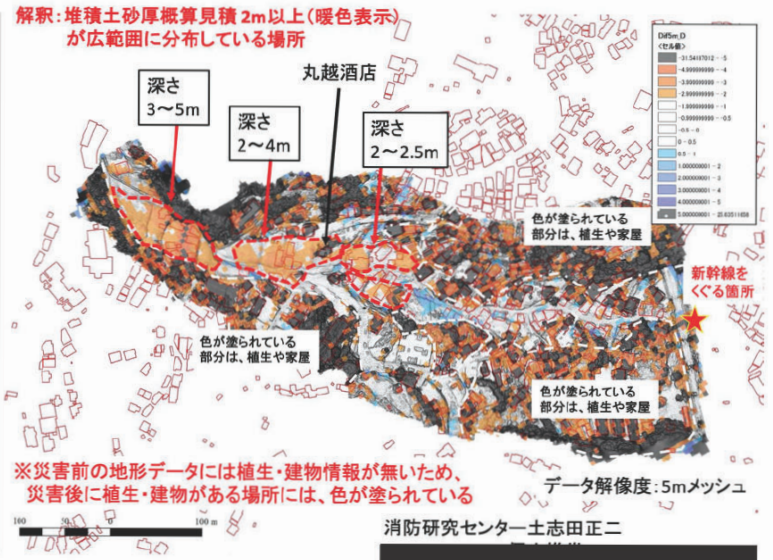 解釈:堆積土砂厚概算見積2m以上(暖色表示)
が広範囲に分布している場所
深さ
3～5m
深さ
2～4m
丸越酒店
深さ
2～2.5m
Dif5m_D
<セル値>
色が塗られている
部分は、植生や家屋
新幹線を
くぐる箇所
色が塗られている
部分は、植生や家屋
色が塗られている
部分は、植生や家屋
※災害前の地形データには植生・建物情報が無いため、
災害後に植生・建物がある場所には、色が塗られている
データ解像度:5mメッシュ
100 50 0 100 m
消防研究センター土志田正二